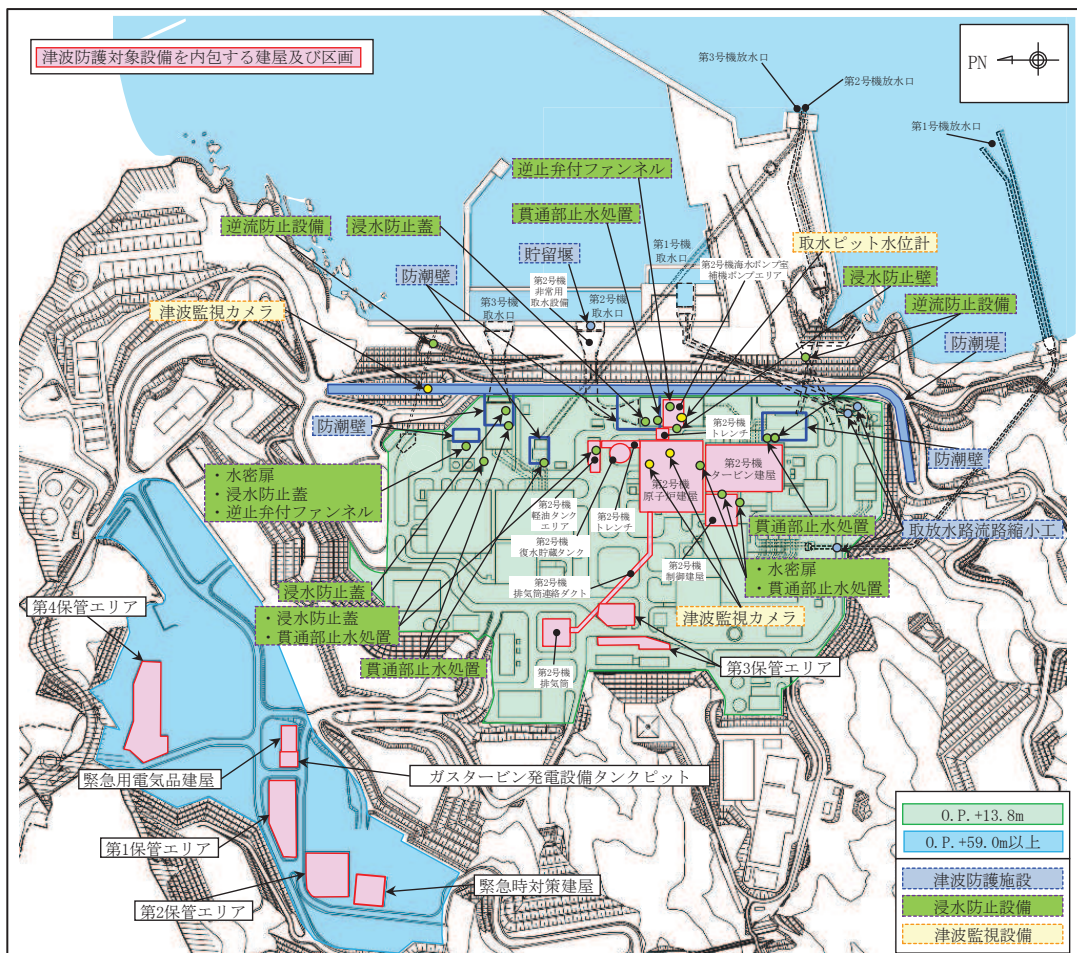 津波防護対象設備を内包する建屋及び区画
PN
第3号機放水口
第2号機放水口
第1号機放水口
逆止弁付ファンネル
貫通部止水処置
逆流防止設備
浸水防止蓋
防潮壁
貯留堰
第2号機
非常用
取水設備
第1号機
取水口
第2号機海水ポンプ室
補機ポンプエリア
取水ピット水位計
浸水防止壁
逆流防止設備
津波監視カメラ
第3号機
取水口
第2号機
取水口
防潮堤
防潮壁
第2号機
トレンチ
防潮壁
・水密扉
・浸水防止蓋
・逆止弁付ファンネル
第2号機
原子炉建屋
第2号機
タービン建屋
第2号機
軽油タンク
エリア
第2号機
トレンチ
貫通部止水処置
取放水路流路縮小工
第2号機
復水貯蔵タンク
第2号機
排気筒連絡ダクト
第2号機
制御建屋
・水密扉
・貫通部止水処置
浸水防止蓋
・浸水防止蓋
・貫通部止水処置
津波監視カメラ
第4保管エリア
貫通部止水処置
第3保管エリア
第2号機
排気筒
緊急用電気品建屋
ガスタービン発電設備タンクピット
第1保管エリア
緊急時対策建屋
第2保管エリア
O.P.+13.8m
O.P.+59.0m以上
津波防護施設
浸水防止設備
津波監視設備